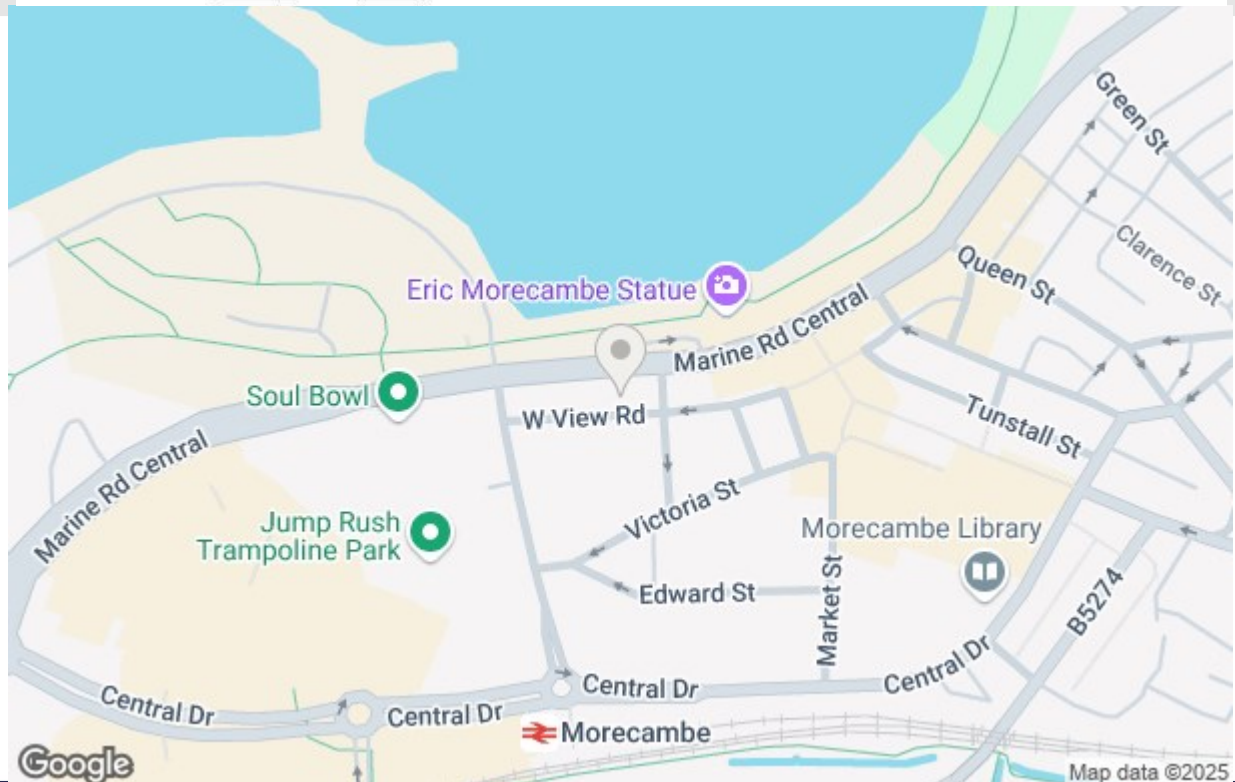 Green St
Clarence St
Queen St
Eric Morecambe Statue
Marine Rd Central
Soul Bowl
W View Rd
Tunstall St
Marine Rd Central
Victoria St
Jump Rush
Trampoline Park
Morecambe Library
Edward St
Market St
B5274
Central Dr
Central Dr
Central Dr
Central Dr
Morecambe
Google
Map data ©2025